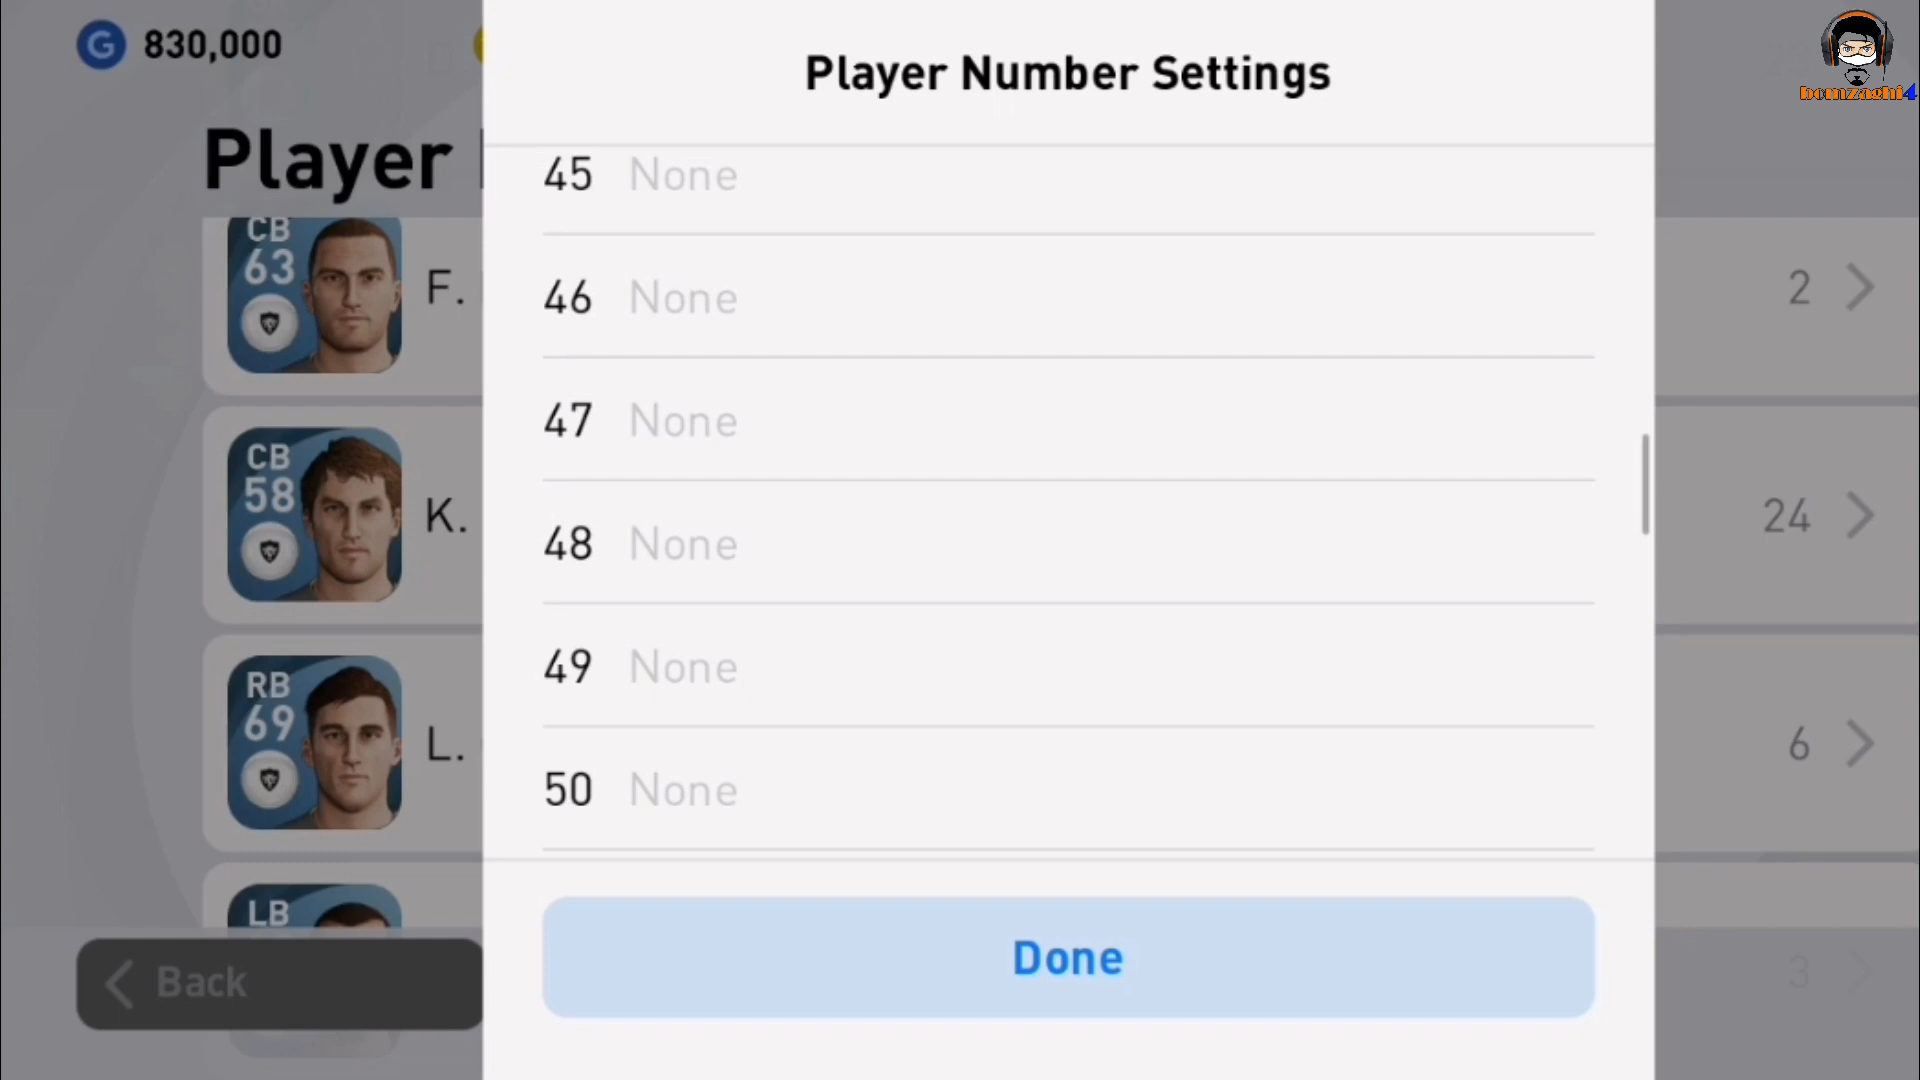 G 830,000
Player Number Settings
bomzaghi4
Player
45 None
CB
63
F.
2
46 None
47 None
CB
58
K.
24
48 None
49 None
RB
69
L.
6
50 None
LB
Done
Back
3